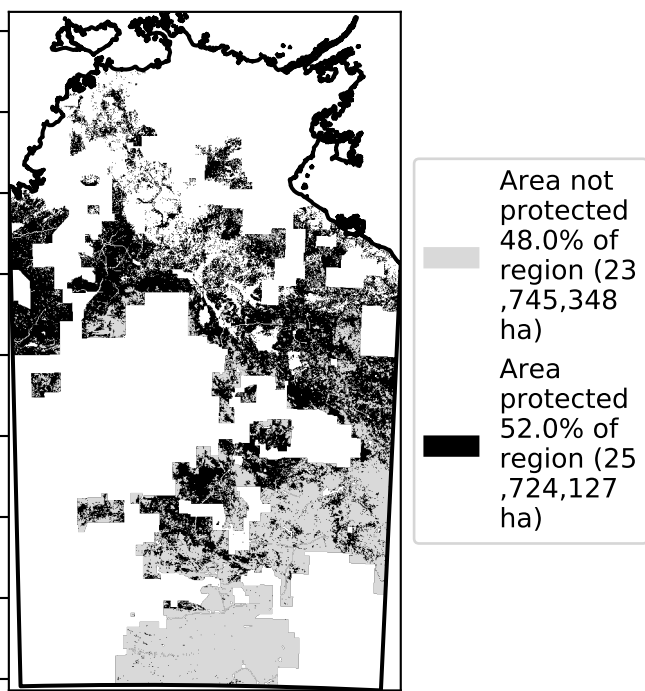 Area not
protected
48.0% of
region (23
,745,348
ha)
Area
protected
52.0% of
region (25
,724,127
ha)